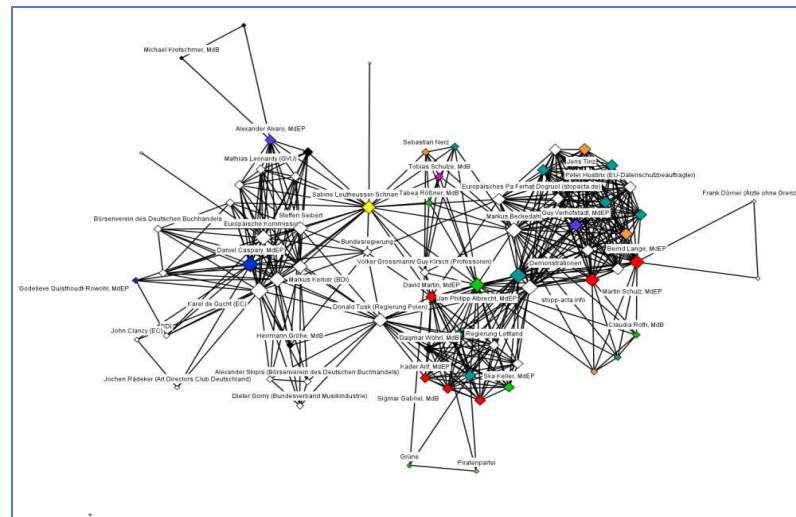 Michael Kretschmer, MdB
Alexander Alvaro, MdEP
Sebastian Nerz
Mathias Leonardy (GVU)
Tobias Schulze, MdB
Jens Tinz
Peter Hustinx (EU-Datenschutzbeauftragter)
Sabine Leutheusser-Schnarr
Europäisches Pa
Ferhat Dogruol (stopacta.de)
Tabea Rößner, MdB
Frank Dörner (Ärzte ohne Grenz
Börsenverein des Deutschen Buchhandels
Steffen Seibert
Guy Verhofstadt, MdEP
Europäische Kommissio
Markus Beckedahl
Bundesregierung
Daniel Caspary, MdEP
Bernd Lange, MdEP
Volker Grossmann/ Guy Kirsch (Professoren)
Demonstrationen
Markus Kerber (BDI)
David Martin, MdEP
Martin Schulz, MdEP
Godelieve Quisthoudt-Rowohl, MdEP
Karel de Gucht (EC)
Jan Philipp Albrecht, MdEP
stopp-acta.info
Donald Tusk (Regierung Polen)
Claudia Roth, MdB
John Clancy (EC)
Herrmann Gröhe, MdB
Dagmar Wöhrl, MdB
Regierung Lettland
Kader Arif, MdEP
Alexander Skipis (Börsenverein des Deutschen Buchhandels)
Ska Keller, MdEP
Jochen Rädeker (Art Directors Club Deutschland)
Dieter Gorny (Bundesverband Musikindustrie)
Sigmar Gabriel, MdB
Grüne
Piratenpartei